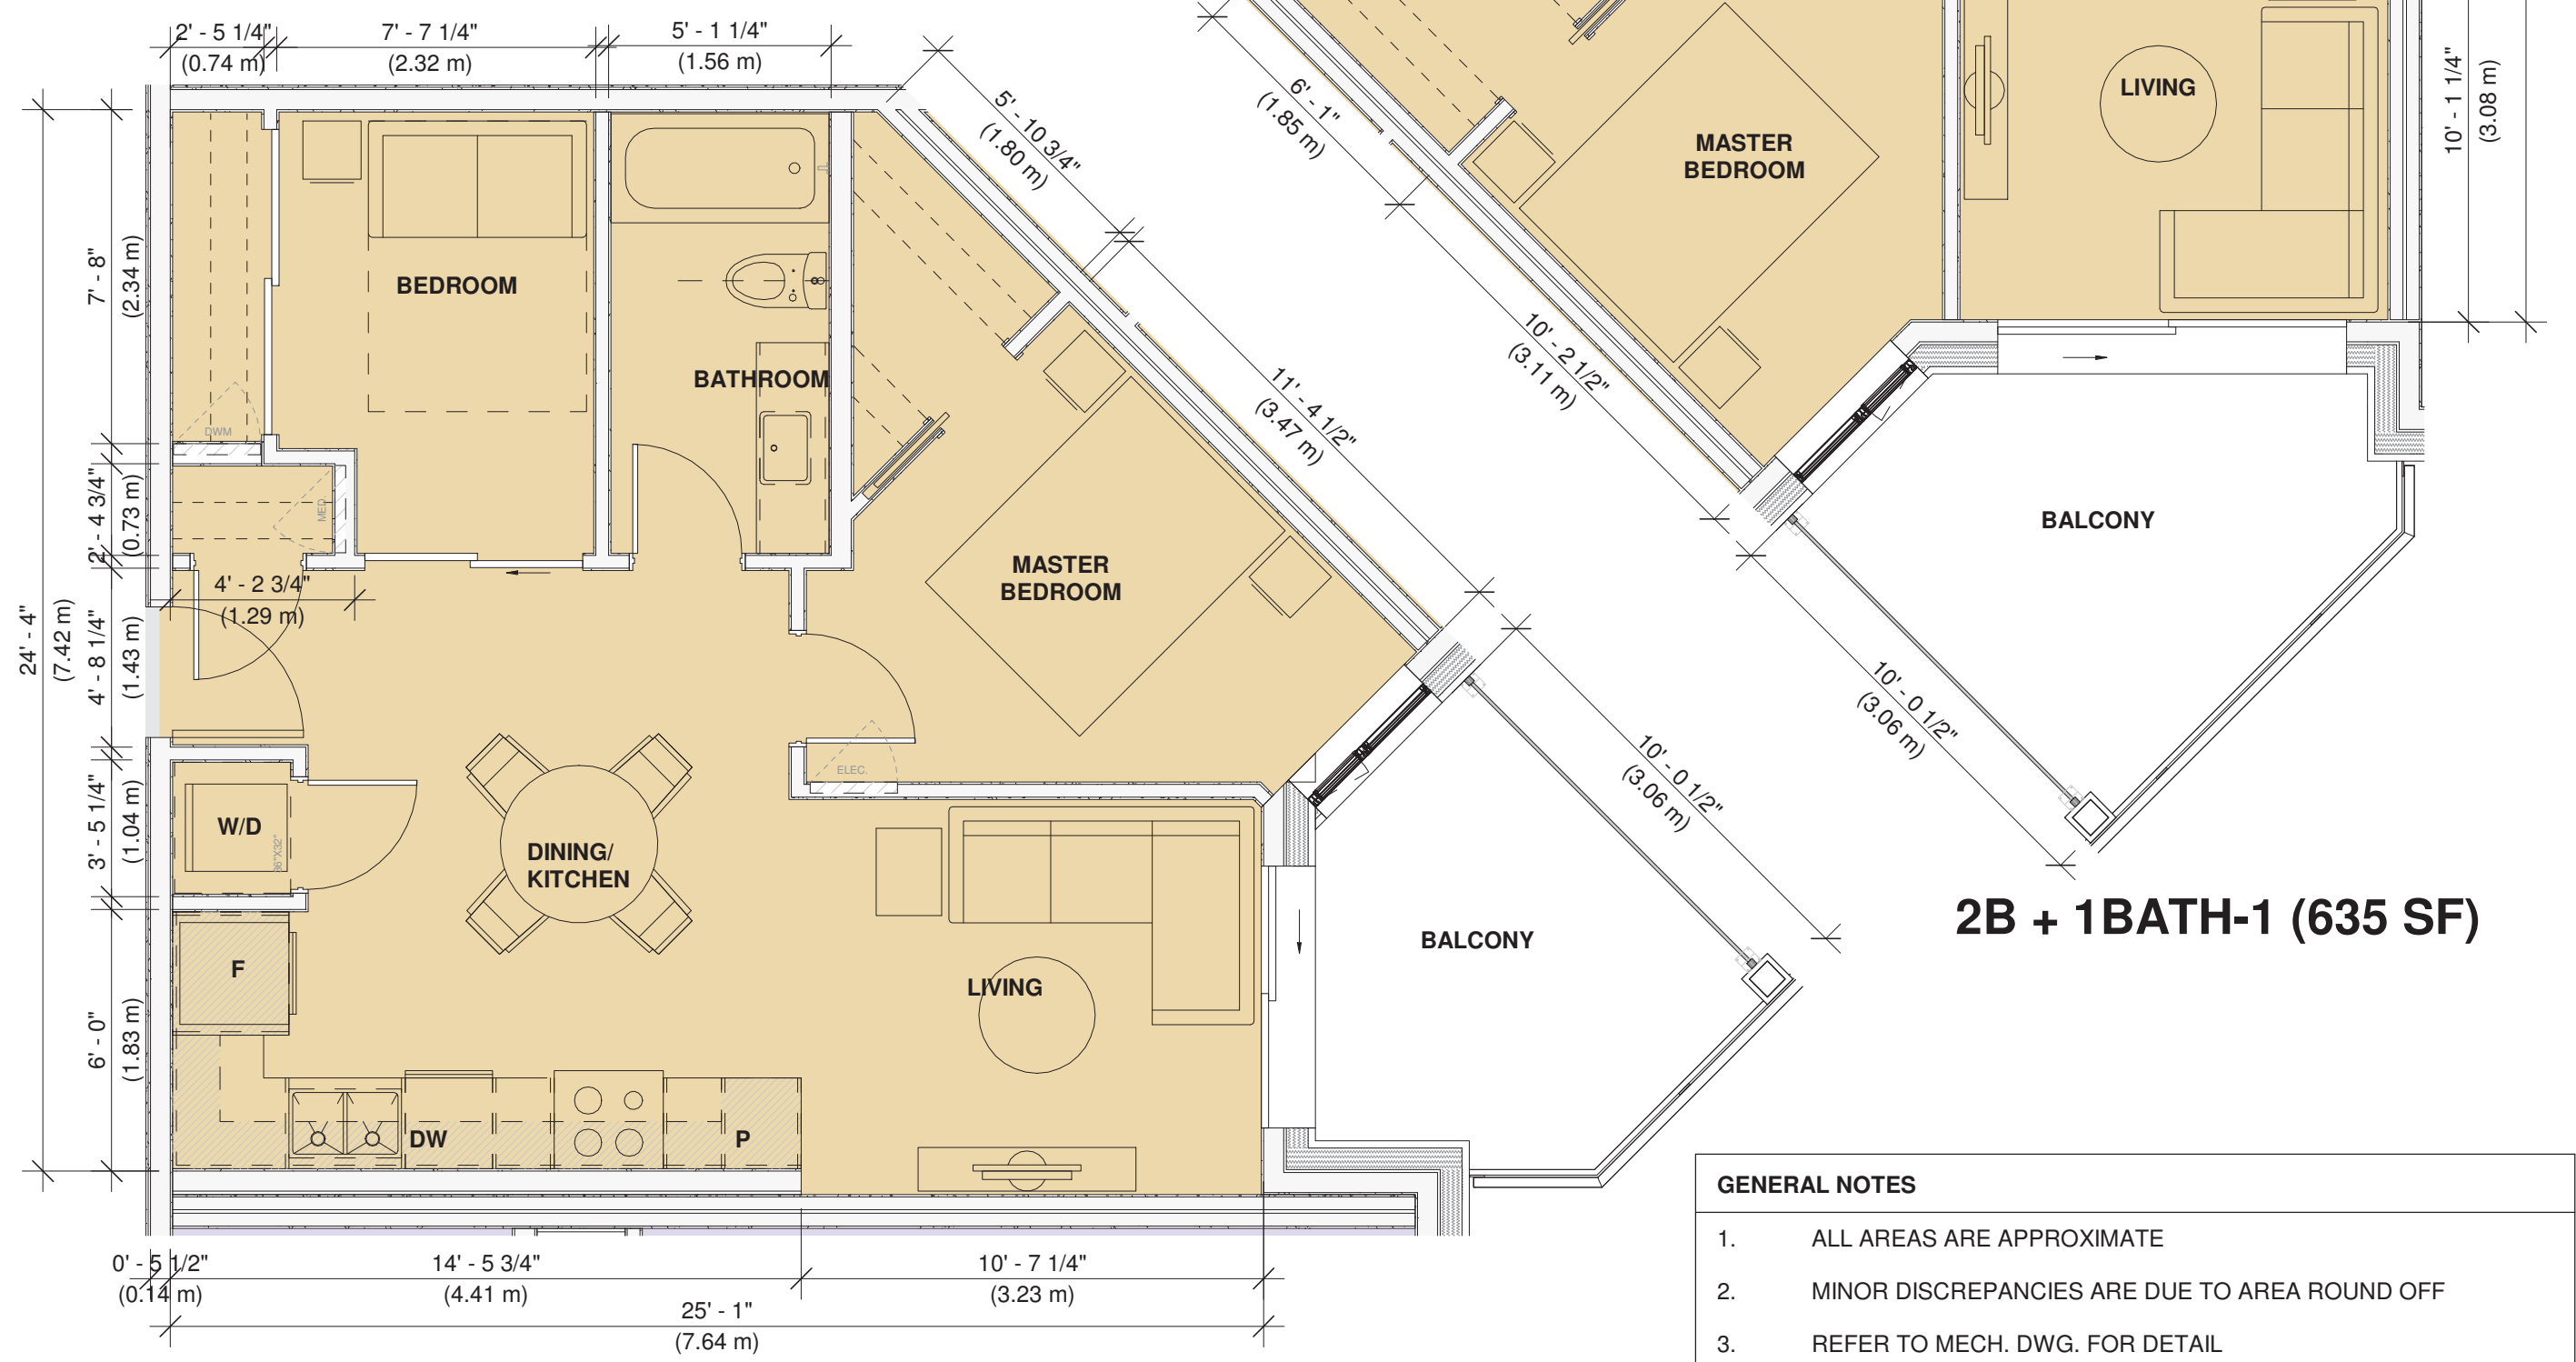 2' - 5 1/4"
(0.74 m)
7' - 7 1/4"
(2.32 m)
5' - 1 1/4"
(1.56 m)
5' - 10 3/4"
(1.80 m)
6' - 1"
(1.85 m)
MASTER
BEDROOM
LIVING
10' - 1 1/4"
(3.08 m)
7' - 8"
(2.34 m)
BEDROOM
BATHROOM
DWM
11' - 4 1/2"
(3.47 m)
10' - 2 1/2"
(3.11 m)
2' - 4 3/4"
(0.73 m)
MED.
BALCONY
24' - 4"
(7.42 m)
4' - 2 3/4"
(1.29 m)
4' - 8 1/4"
(1.43 m)
MASTER
BEDROOM
10' - 0 1/2"
(3.06 m)
10' - 0 1/2"
(3.06 m)
ELEC.
3' - 5 1/4"
(1.04 m)
W/D
36"X32"
DINING/
KITCHEN
2B + 1BATH-1 (635 SF)
BALCONY
F
LIVING
6' - 0"
(1.83 m)
DW
P
0' - 5 1/2"
(0.14 m)
14' - 5 3/4"
(4.41 m)
10' - 7 1/4"
(3.23 m)
25' - 1"
(7.64 m)
GENERAL NOTES
1. ALL AREAS ARE APPROXIMATE
2. MINOR DISCREPANCIES ARE DUE TO AREA ROUND OFF
3. REFER TO MECH. DWG. FOR DETAIL